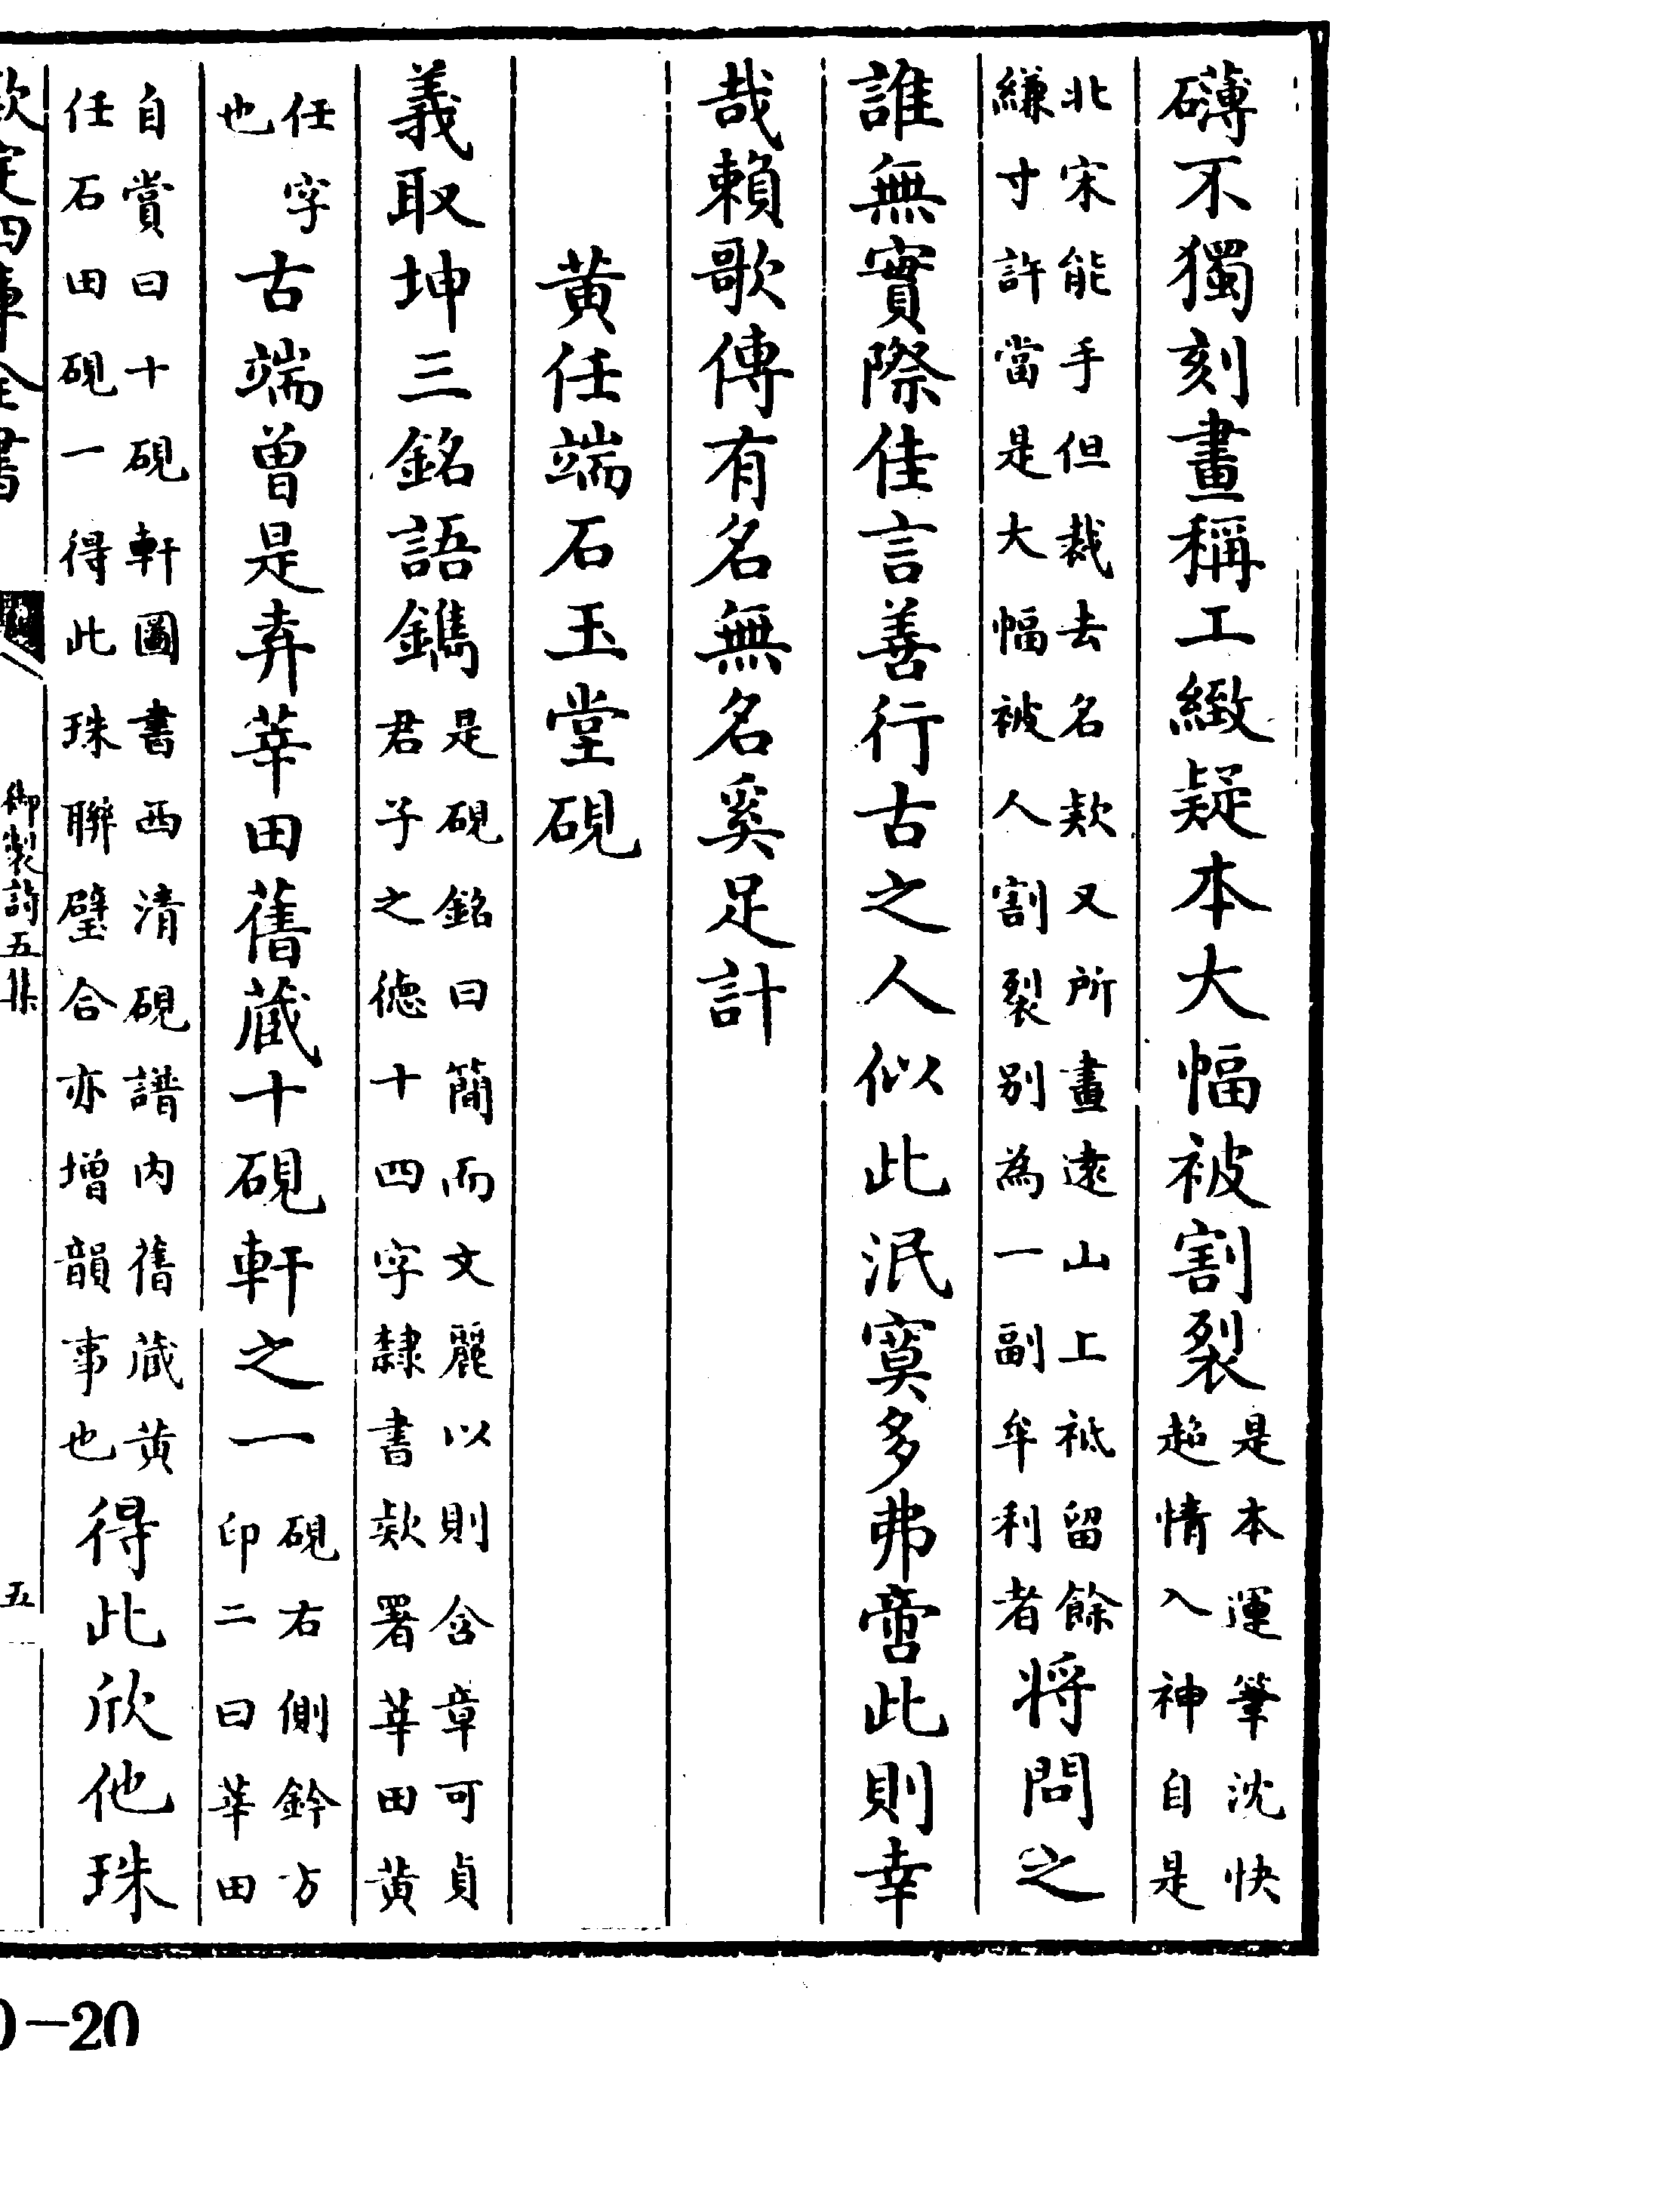 礴不獨刻畫稱工緻疑本大幅被割裂是本運筆沈快超情入神自是
北宋能手但裁去名款又所畫遠山上祗留餘縑寸許當是大幅被人割裂别為一副牟利者將問之
誰無實際佳言善行古之人似此泯寞多弗啻此則幸
哉賴歌傳有名無名奚足計
黄任端石玉堂硯
義取坤三銘語鐫是硯銘曰簡而文麗以則含章可貞君子之德十四字隸書欵署莘田黄
任字也古端曾是弆莘田舊蔵十硯軒之一硯右側鈐方印二曰莘田
自賞曰十硯軒圖書西清硯譜内舊蔵黄任石田硯一得此珠聯璧合亦增韻事也得此欣他珠
欽定四庫全書
御製詩五集
五
0-20